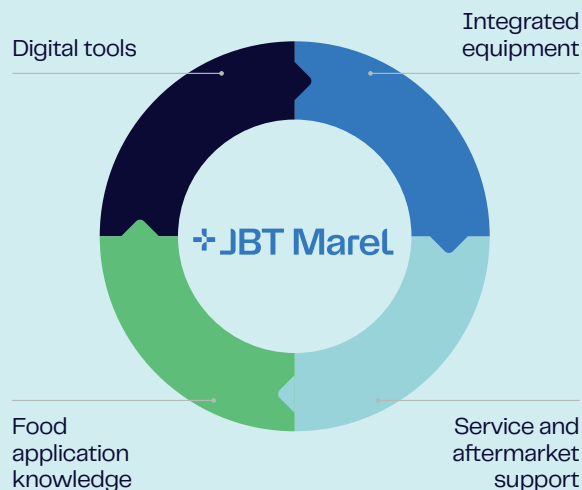 Digital tools
Integrated
equipment
JBT Marel
Food
application
knowledge
Service and
aftermarket
support